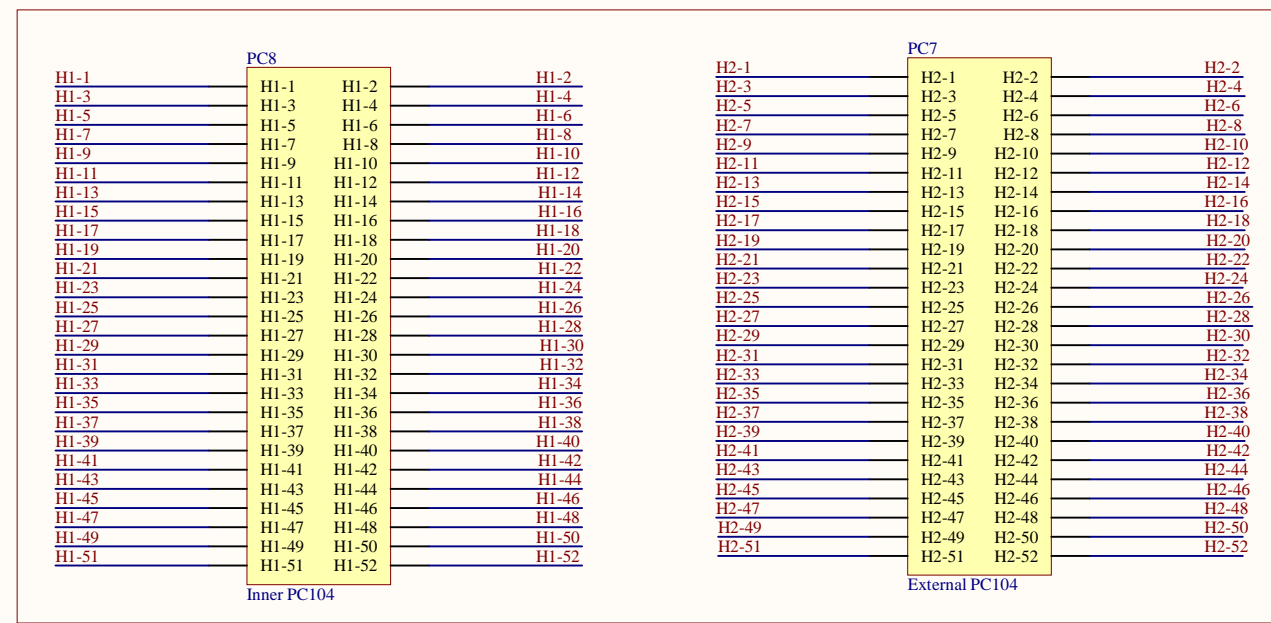 PC8
H1-1 H1-1 H1-2 H1-2
H1-3 H1-3 H1-4 H1-4
H1-5 H1-5 H1-6 H1-6
H1-7 H1-7 H1-8 H1-8
H1-9 H1-9 H1-10 H1-10
H1-11 H1-11 H1-12 H1-12
H1-13 H1-13 H1-14 H1-14
H1-15 H1-15 H1-16 H1-16
H1-17 H1-17 H1-18 H1-18
H1-19 H1-19 H1-20 H1-20
H1-21 H1-21 H1-22 H1-22
H1-23 H1-23 H1-24 H1-24
H1-25 H1-25 H1-26 H1-26
H1-27 H1-27 H1-28 H1-28
H1-29 H1-29 H1-30 H1-30
H1-31 H1-31 H1-32 H1-32
H1-33 H1-33 H1-34 H1-34
H1-35 H1-35 H1-36 H1-36
H1-37 H1-37 H1-38 H1-38
H1-39 H1-39 H1-40 H1-40
H1-41 H1-41 H1-42 H1-42
H1-43 H1-43 H1-44 H1-44
H1-45 H1-45 H1-46 H1-46
H1-47 H1-47 H1-48 H1-48
H1-49 H1-49 H1-50 H1-50
H1-51 H1-51 H1-52 H1-52
Inner PC104
PC7
H2-1 H2-1 H2-2 H2-2
H2-3 H2-3 H2-4 H2-4
H2-5 H2-5 H2-6 H2-6
H2-7 H2-7 H2-8 H2-8
H2-9 H2-9 H2-10 H2-10
H2-11 H2-11 H2-12 H2-12
H2-13 H2-13 H2-14 H2-14
H2-15 H2-15 H2-16 H2-16
H2-17 H2-17 H2-18 H2-18
H2-19 H2-19 H2-20 H2-20
H2-21 H2-21 H2-22 H2-22
H2-23 H2-23 H2-24 H2-24
H2-25 H2-25 H2-26 H2-26
H2-27 H2-27 H2-28 H2-28
H2-29 H2-29 H2-30 H2-30
H2-31 H2-31 H2-32 H2-32
H2-33 H2-33 H2-34 H2-34
H2-35 H2-35 H2-36 H2-36
H2-37 H2-37 H2-38 H2-38
H2-39 H2-39 H2-40 H2-40
H2-41 H2-41 H2-42 H2-42
H2-43 H2-43 H2-44 H2-44
H2-45 H2-45 H2-46 H2-46
H2-47 H2-47 H2-48 H2-48
H2-49 H2-49 H2-50 H2-50
H2-51 H2-51 H2-52 H2-52
External PC104